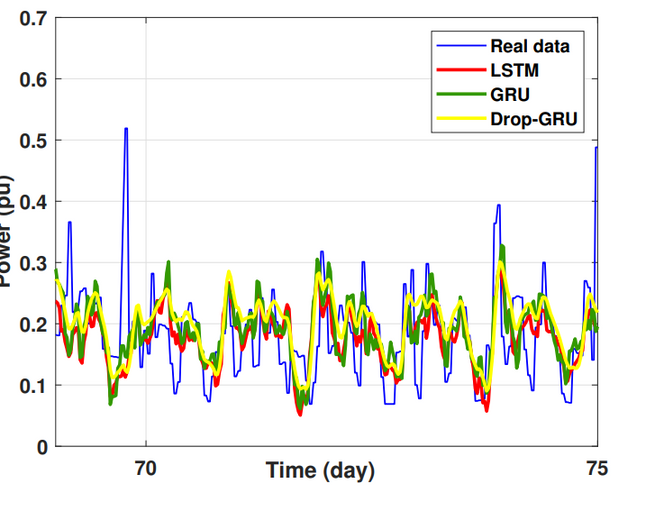 0.7
0.6
0.5
0.4
0.3
0.2
0.1
0
Power (pu)
70
Time (day)
75
Real data
LSTM
GRU
Drop-GRU